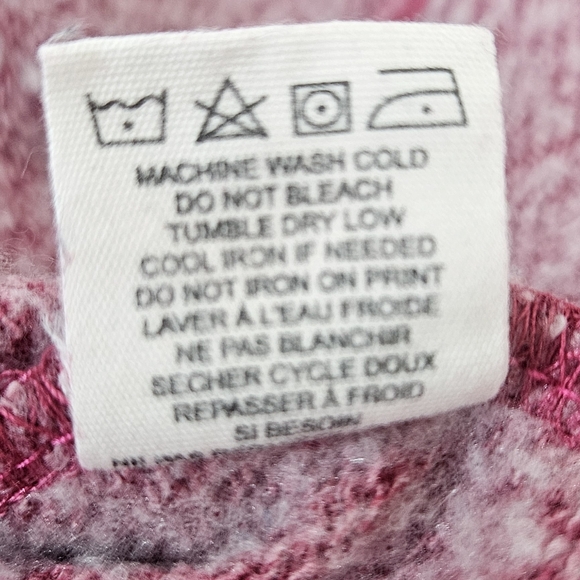 MACHINE WASH COLD
DO NOT BLEACH
TUMBLE DRY LOW
COOL IRON IF NEEDED
DO NOT IRON ON PRINT
LAVER À L'EAU FROIDE
NE PAS BLANCHIR
SECHER CYCLE DOUX
REPASSER À FROID
SI BESOIN